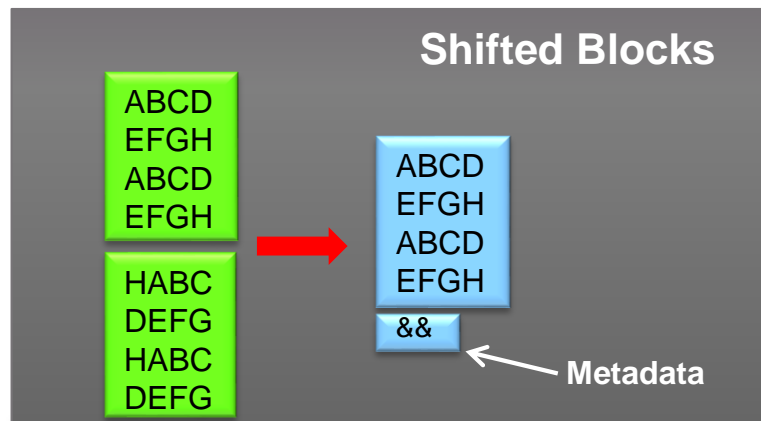 Shifted Blocks
ABCD
EFGH
ABCD
EFGH
HABC
DEFG
HABC
DEFG
ABCD
EFGH
ABCD
EFGH
&&
Metadata